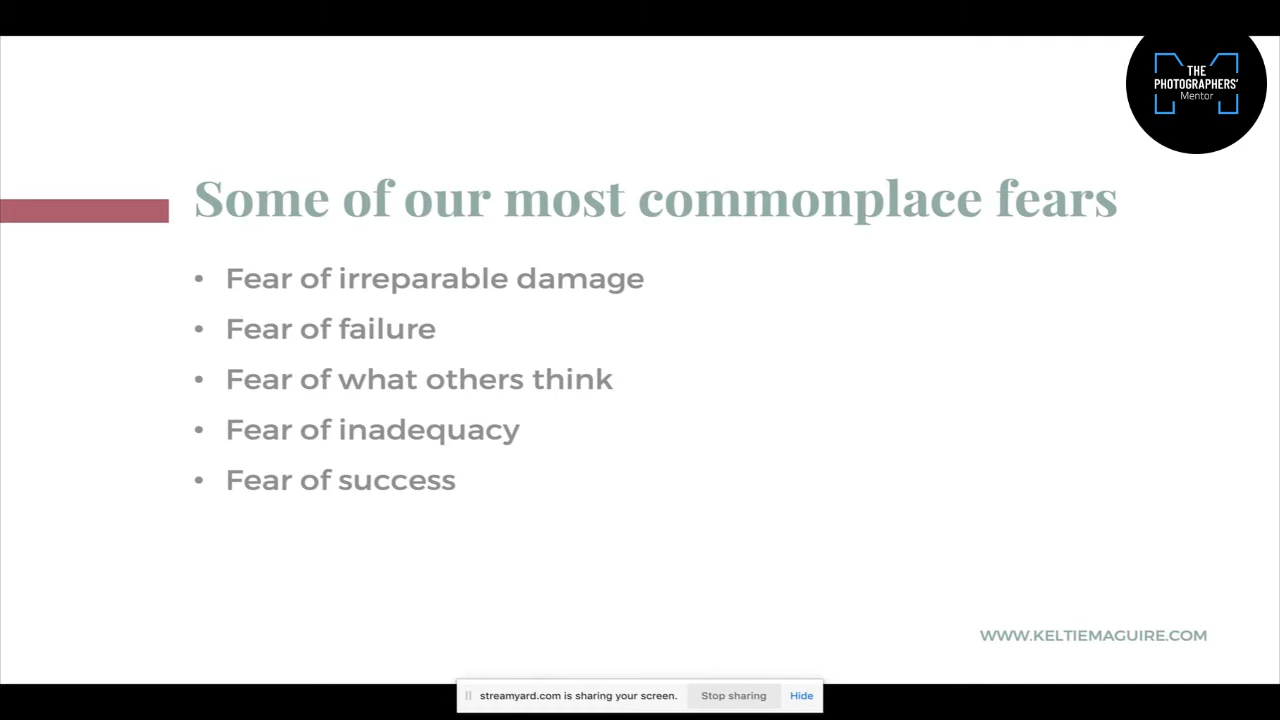 THE
PHOTOGRAPHERS'
Mentor
Some of our most commonplace fears
• Fear of irreparable damage
• Fear of failure
• Fear of what others think
• Fear of inadequacy
• Fear of success
WWW.KELTIEMAGUIRE.COM
streamyard.com is sharing your screen. Stop sharing Hide